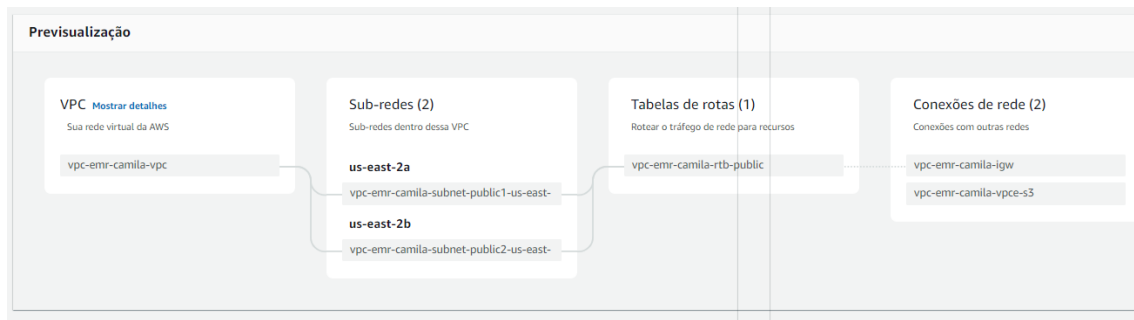 Previsualização
VPC Mostrar detalhes
Sua rede virtual da AWS
vpc-emr-camila-vpc
Sub-redes (2)
Sub-redes dentro dessa VPC
us-east-2a
vpc-emr-camila-subnet-public1-us-east-
us-east-2b
vpc-emr-camila-subnet-public2-us-east-
Tabelas de rotas (1)
Rotear o tráfego de rede para recursos
vpc-emr-camila-rtb-public
Conexões de rede (2)
Conexões com outras redes
vpc-emr-camila-igw
vpc-emr-camila-vpce-s3